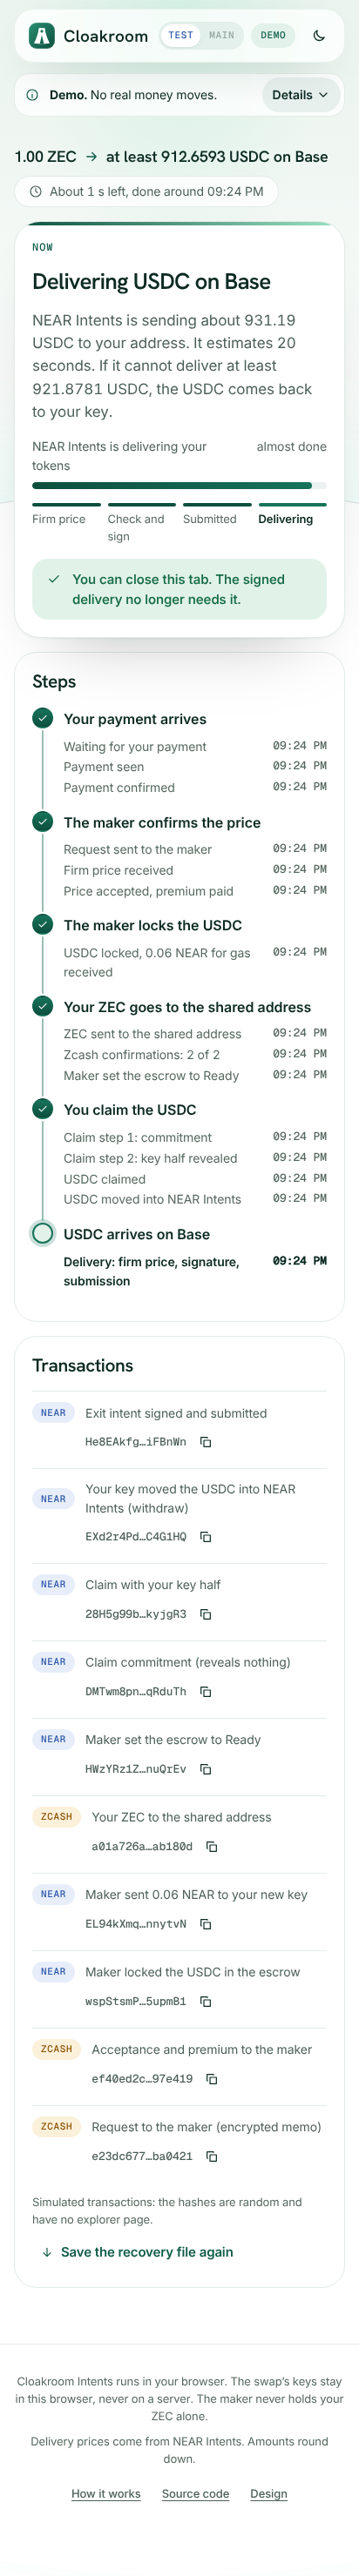 Cloakroom TEST MAIN DEMO
Demo. No real money moves. Details
1.00 ZEC → at least 912.6593 USDC on Base
About 1 s left, done around 09:24 PM
NOW
Delivering USDC on Base
NEAR Intents is sending about 931.19
USDC to your address. It estimates 20
seconds. If it cannot deliver at least
921.8781 USDC, the USDC comes back
to your key.
NEAR Intents is delivering your almost done
tokens
Firm price Check and Submitted Delivering
sign
You can close this tab. The signed
delivery no longer needs it.
Steps
Your payment arrives
Waiting for your payment 09:24 PM
Payment seen 09:24 PM
Payment confirmed 09:24 PM
The maker confirms the price
Request sent to the maker 09:24 PM
Firm price received 09:24 PM
Price accepted, premium paid 09:24 PM
The maker locks the USDC
USDC locked, 0.06 NEAR for gas 09:24 PM
received
Your ZEC goes to the shared address
ZEC sent to the shared address 09:24 PM
Zcash confirmations: 2 of 2 09:24 PM
Maker set the escrow to Ready 09:24 PM
You claim the USDC
Claim step 1: commitment 09:24 PM
Claim step 2: key half revealed 09:24 PM
USDC claimed 09:24 PM
USDC moved into NEAR Intents 09:24 PM
USDC arrives on Base
Delivery: firm price, signature, 09:24 PM
submission
Transactions
NEAR Exit intent signed and submitted
He8EAkfg…iFBnWn
NEAR Your key moved the USDC into NEAR
Intents (withdraw)
EXd2r4Pd…C4G1HQ
NEAR Claim with your key half
28H5g99b…kyjgR3
NEAR Claim commitment (reveals nothing)
DMTwm8pn…qRduTh
NEAR Maker set the escrow to Ready
HWzYRz1Z…nuQrEv
ZCASH Your ZEC to the shared address
a01a726a…ab180d
NEAR Maker sent 0.06 NEAR to your new key
EL94kXmq…nnytvN
NEAR Maker locked the USDC in the escrow
wspStsmP…5upmB1
ZCASH Acceptance and premium to the maker
ef40ed2c…97e419
ZCASH Request to the maker (encrypted memo)
e23dc677…ba0421
Simulated transactions: the hashes are random and
have no explorer page.
Save the recovery file again
Cloakroom Intents runs in your browser. The swap's keys stay
in this browser, never on a server. The maker never holds your
ZEC alone.
Delivery prices come from NEAR Intents. Amounts round
down.
How it works Source code Design